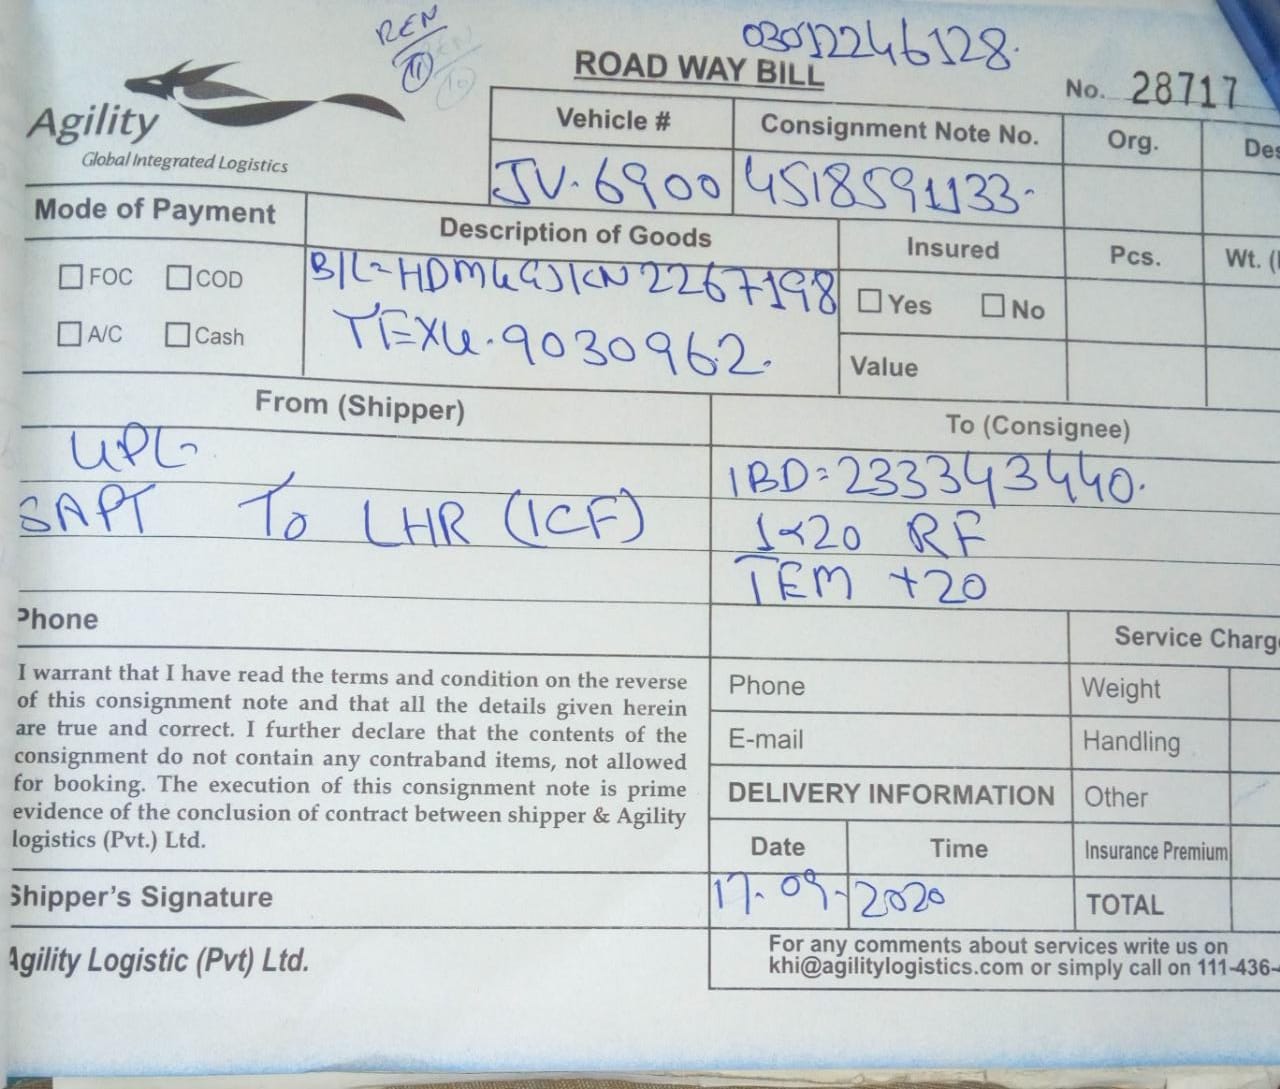 REN
11
03012246128.
ROAD WAY BILL
No. 28717
Agility
Global Integrated Logistics
Vehicle #
Consignment Note No.
Org.
Des
JV-6900
4518591133-
Mode of Payment
Description of Goods
Insured
Pcs.
Wt. (
FOC
COD
B/L-HDMUGJKN2267198
Yes
No
A/C
Cash
TEXU-9030962.
Value
From (Shipper)
To (Consignee)
UPL-
IBD=233343440.
SAPT To LHR (ICF)
1x20 RF
TEM +20
Phone
Service Charg
I warrant that I have read the terms and condition on the reverse
of this consignment note and that all the details given herein
are true and correct. I further declare that the contents of the
consignment do not contain any contraband items, not allowed
for booking. The execution of this consignment note is prime
evidence of the conclusion of contract between shipper & Agility
logistics (Pvt.) Ltd.
Phone
Weight
E-mail
Handling
DELIVERY INFORMATION
Other
Date
Time
Insurance Premium
Shipper's Signature
17-09-2020
TOTAL
Agility Logistic (Pvt) Ltd.
For any comments about services write us on
khi@agilitylogistics.com or simply call on 111-436-